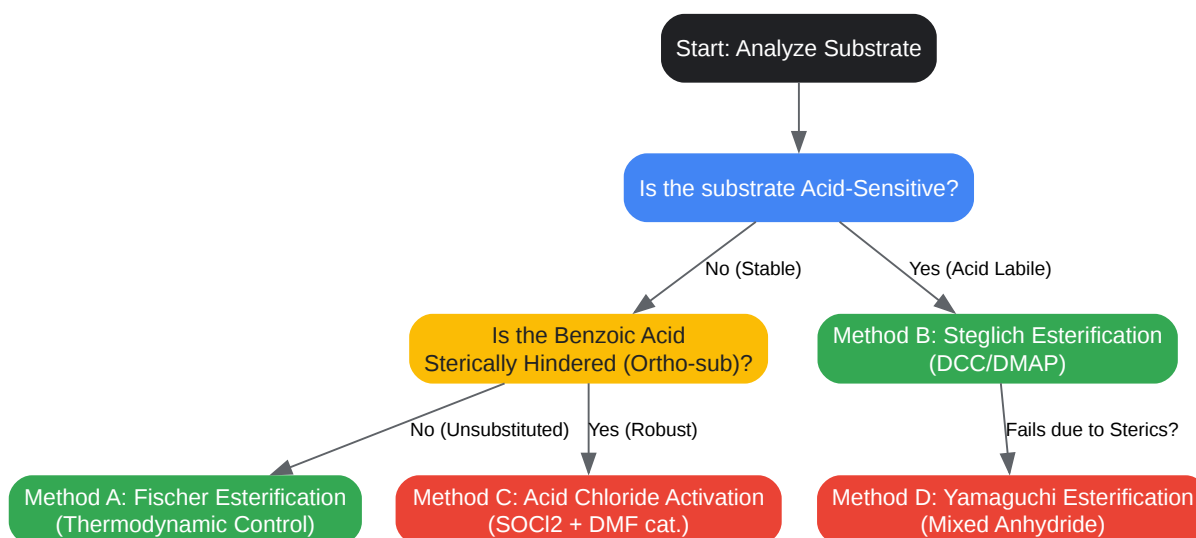 Start: Analyze Substrate
Is the substrate Acid-Sensitive?
No (Stable)
Yes (Acid Labile)
Is the Benzoic Acid
Sterically Hindered (Ortho-sub)?
Method B: Steglich Esterification
(DCC/DMAP)
No (Unsubstituted)
Yes (Robust)
Fails due to Sterics?
Method A: Fischer Esterification
(Thermodynamic Control)
Method C: Acid Chloride Activation
(SOCl2 + DMF cat.)
Method D: Yamaguchi Esterification
(Mixed Anhydride)